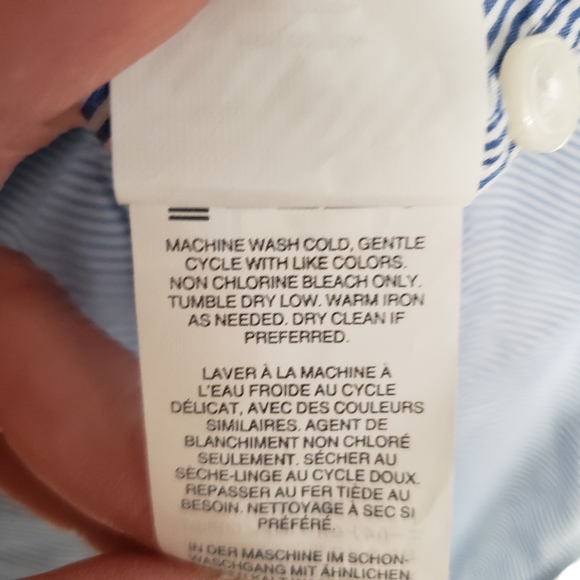 MACHINE WASH COLD, GENTLE
CYCLE WITH LIKE COLORS.
NON CHLORINE BLEACH ONLY.
TUMBLE DRY LOW. WARM IRON
AS NEEDED. DRY CLEAN IF
PREFERRED.
LAVER À LA MACHINE À
L'EAU FROIDE AU CYCLE
DÉLICAT, AVEC DES COULEURS
SIMILAIRES. AGENT DE
BLANCHIMENT NON CHLORÉ
SEULEMENT. SÉCHER AU
SÈCHE-LINGE AU CYCLE DOUX.
REPASSER AU FER TIÈDE AU
BESOIN. NETTOYAGE À SEC SI
PRÉFÉRÉ.
IN DER MASCHINE IM SCHON-
WASCHGANG MIT ÄHNLICHEN